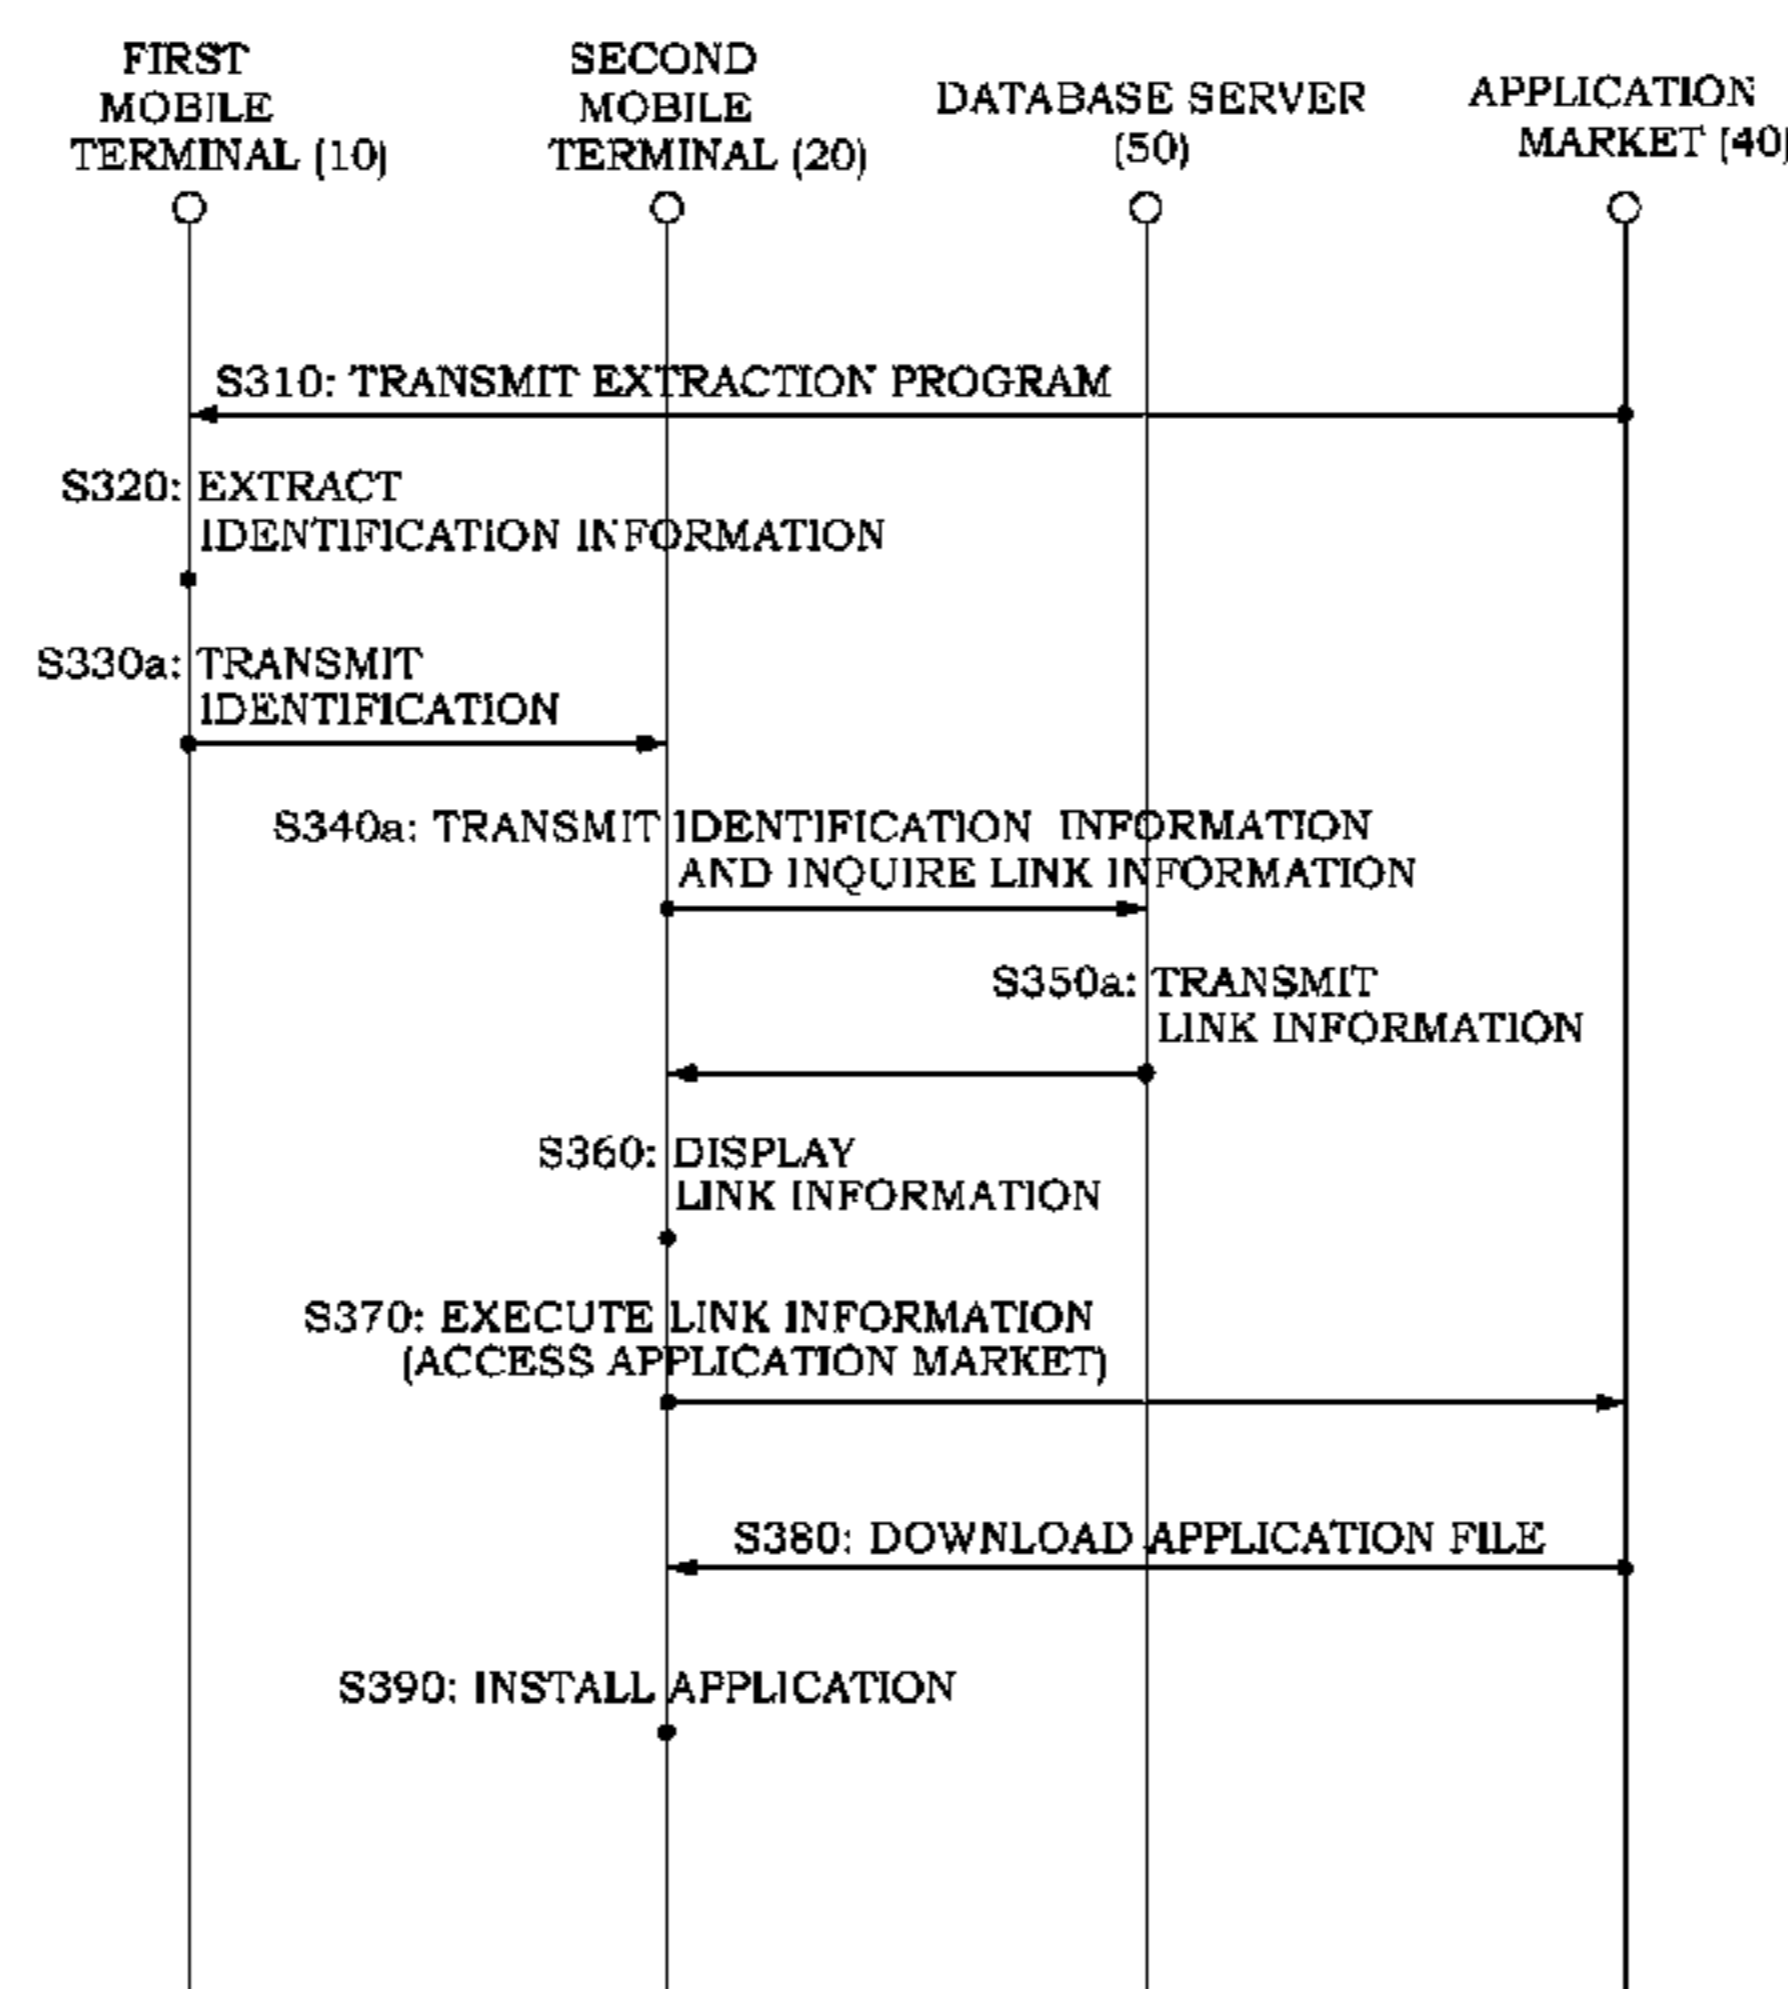 FIRST
MOBILE
TERMINAL (10)
SECOND
MOBILE
TERMINAL (20)
DATABASE SERVER
(50)
APPLICATION
MARKET (40)
S310: TRANSMIT EXTRACTION PROGRAM
S320: EXTRACT
IDENTIFICATION INFORMATION
S330a: TRANSMIT
IDENTIFICATION
S340a: TRANSMIT IDENTIFICATION INFORMATION
AND INQUIRE LINK INFORMATION
S350a: TRANSMIT
LINK INFORMATION
S360: DISPLAY
LINK INFORMATION
S370: EXECUTE LINK INFORMATION
(ACCESS APPLICATION MARKET)
S380: DOWNLOAD APPLICATION FILE
S390: INSTALL APPLICATION